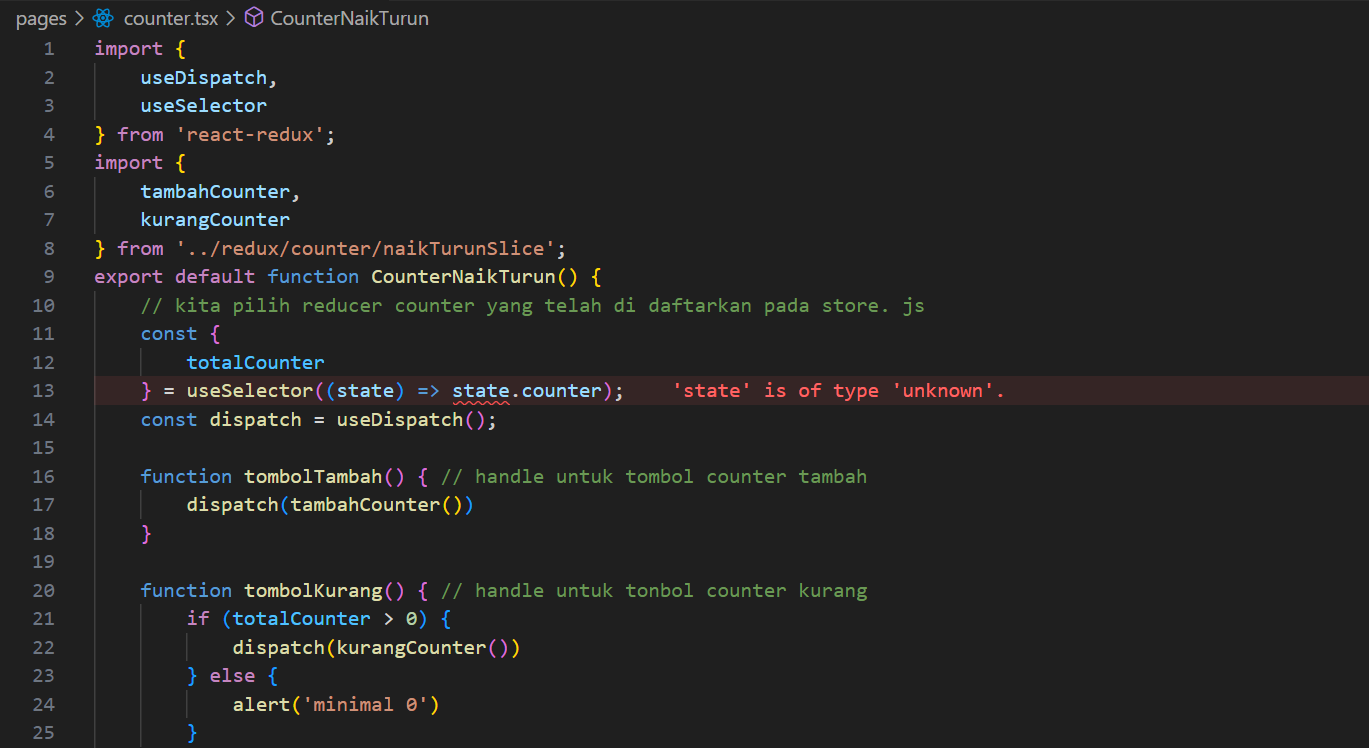 pages > counter.tsx > CounterNaikTurun
1 import {
2     useDispatch,
3     useSelector
4 } from 'react-redux';
5 import {
6     tambahCounter,
7     kurangCounter
8 } from '../redux/counter/naikTurunSlice';
9 export default function CounterNaikTurun() {
10     // kita pilih reducer counter yang telah di daftarkan pada store. js
11     const {
12         totalCounter
13     } = useSelector((state) => state.counter);    'state' is of type 'unknown'.
14     const dispatch = useDispatch();
15
16     function tombolTambah() { // handle untuk tombol counter tambah
17         dispatch(tambahCounter())
18     }
19
20     function tombolKurang() { // handle untuk tonbol counter kurang
21         if (totalCounter > 0) {
22             dispatch(kurangCounter())
23         } else {
24             alert('minimal 0')
25         }